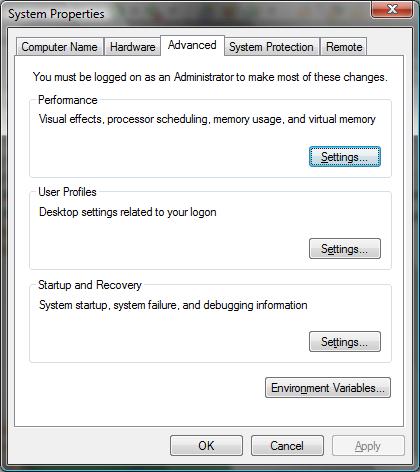 System Properties
Computer Name Hardware Advanced System Protection Remote
You must be logged on as an Administrator to make most of these changes.
Performance
Visual effects, processor scheduling, memory usage, and virtual memory
Settings...
User Profiles
Desktop settings related to your logon
Settings...
Startup and Recovery
System startup, system failure, and debugging information
Settings...
Environment Variables...
OK Cancel Apply